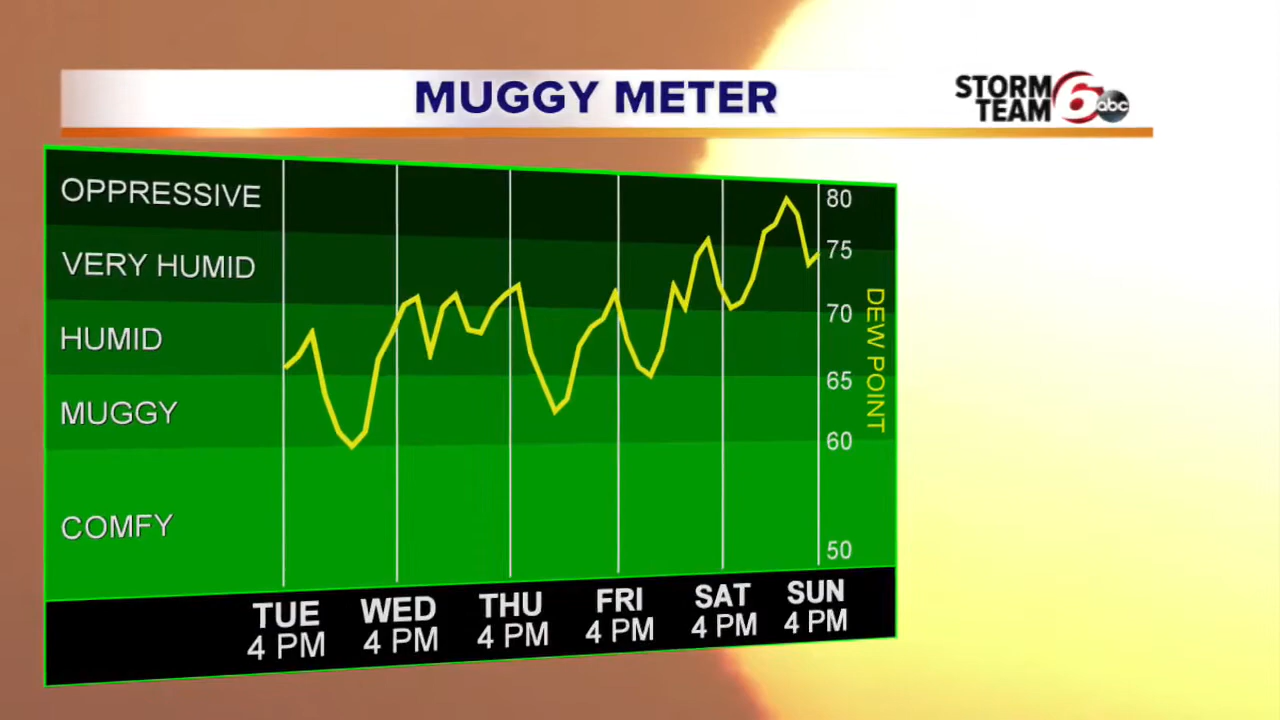 MUGGY METER
STORM
TEAM 6 abc
OPPRESSIVE
VERY HUMID
HUMID
MUGGY
COMFY
80
75
70
65
60
50
DEW POINT
TUE WED THU FRI SAT SUN
4 PM 4 PM 4 PM 4 PM 4 PM 4 PM